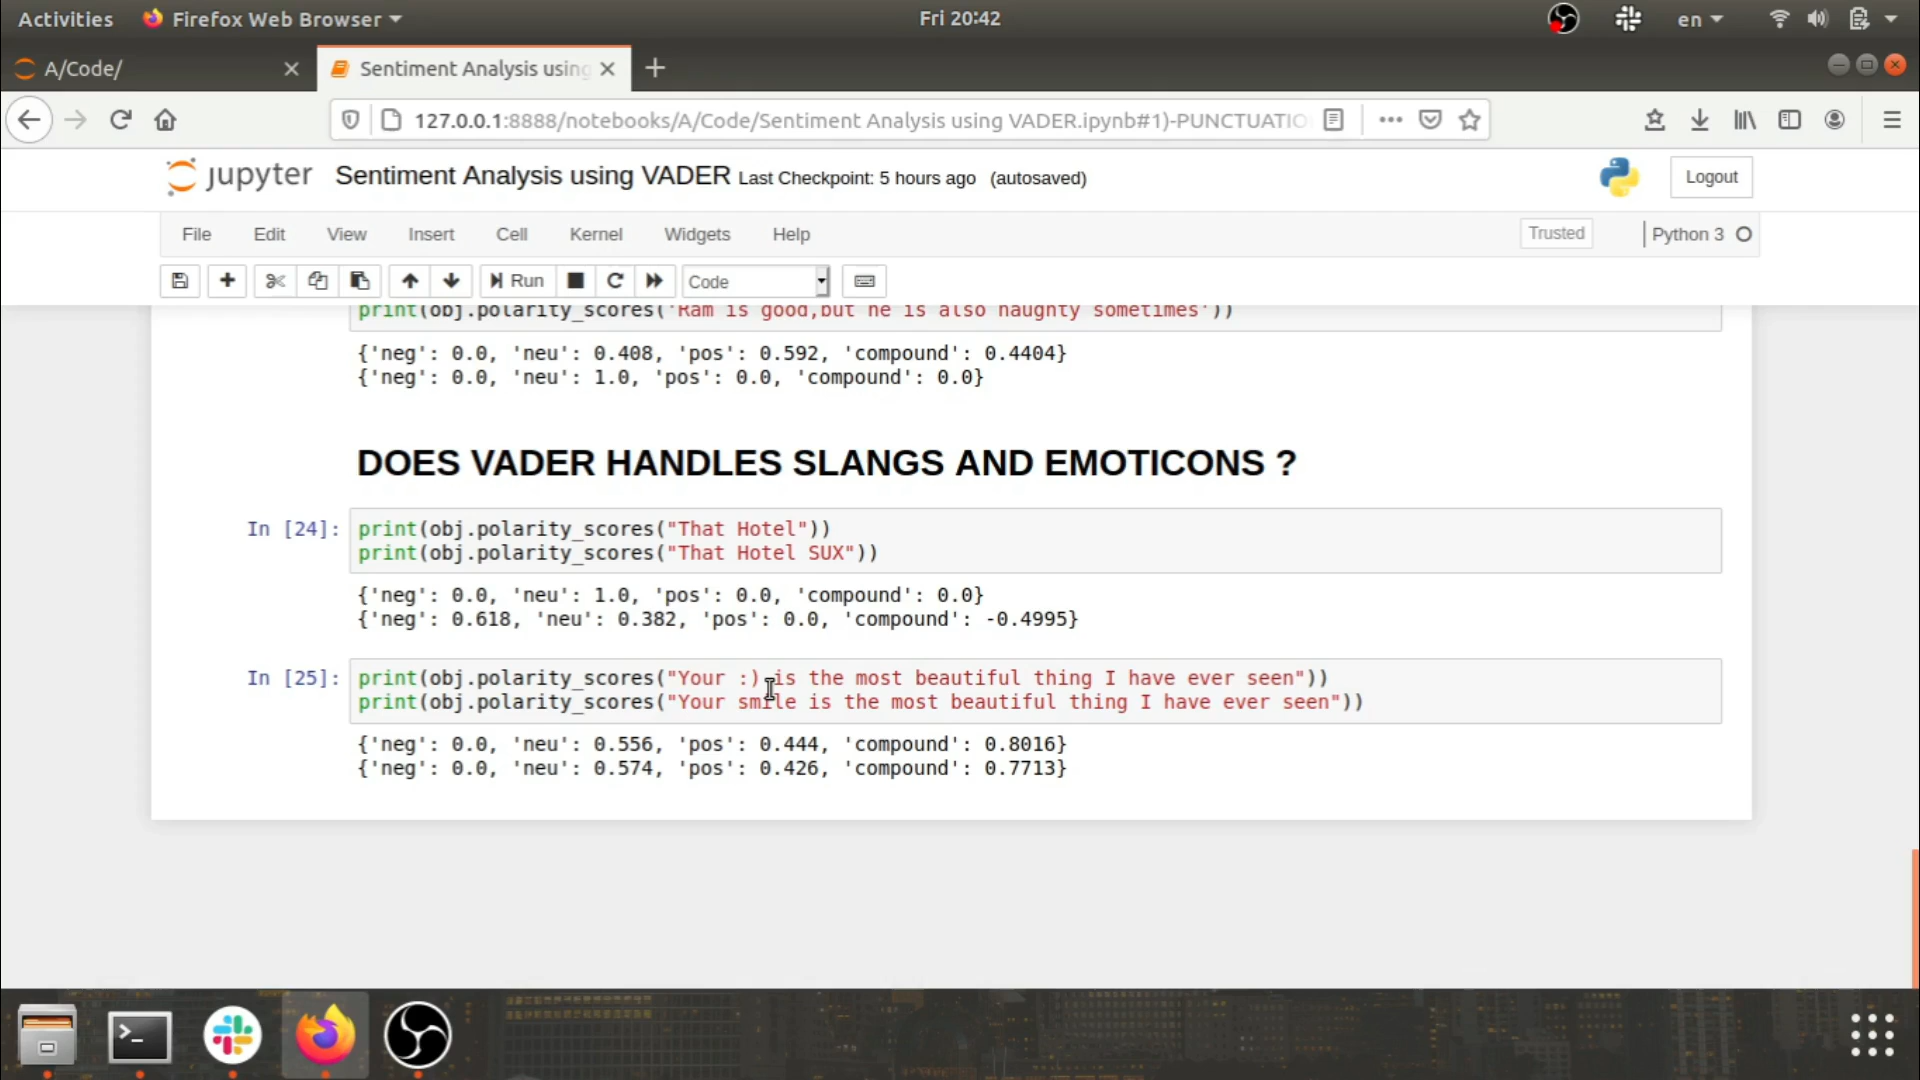 Activities Firefox Web Browser Fri 20:42 en
A/Code/ Sentiment Analysis using
127.0.0.1:8888/notebooks/A/Code/Sentiment Analysis using VADER.ipynb#1)-PUNCTUATIO
jupyter Sentiment Analysis using VADER Last Checkpoint: 5 hours ago (autosaved) Logout
File Edit View Insert Cell Kernel Widgets Help Trusted Python 3
Run Code
print(obj.polarity_scores('Ram is good,but he is also naughty sometimes'))
{'neg': 0.0, 'neu': 0.408, 'pos': 0.592, 'compound': 0.4404}
{'neg': 0.0, 'neu': 1.0, 'pos': 0.0, 'compound': 0.0}
DOES VADER HANDLES SLANGS AND EMOTICONS ?
In [24]: print(obj.polarity_scores("That Hotel"))
print(obj.polarity_scores("That Hotel SUX"))
{'neg': 0.0, 'neu': 1.0, 'pos': 0.0, 'compound': 0.0}
{'neg': 0.618, 'neu': 0.382, 'pos': 0.0, 'compound': -0.4995}
In [25]: print(obj.polarity_scores("Your :) is the most beautiful thing I have ever seen"))
print(obj.polarity_scores("Your smile is the most beautiful thing I have ever seen"))
{'neg': 0.0, 'neu': 0.556, 'pos': 0.444, 'compound': 0.8016}
{'neg': 0.0, 'neu': 0.574, 'pos': 0.426, 'compound': 0.7713}